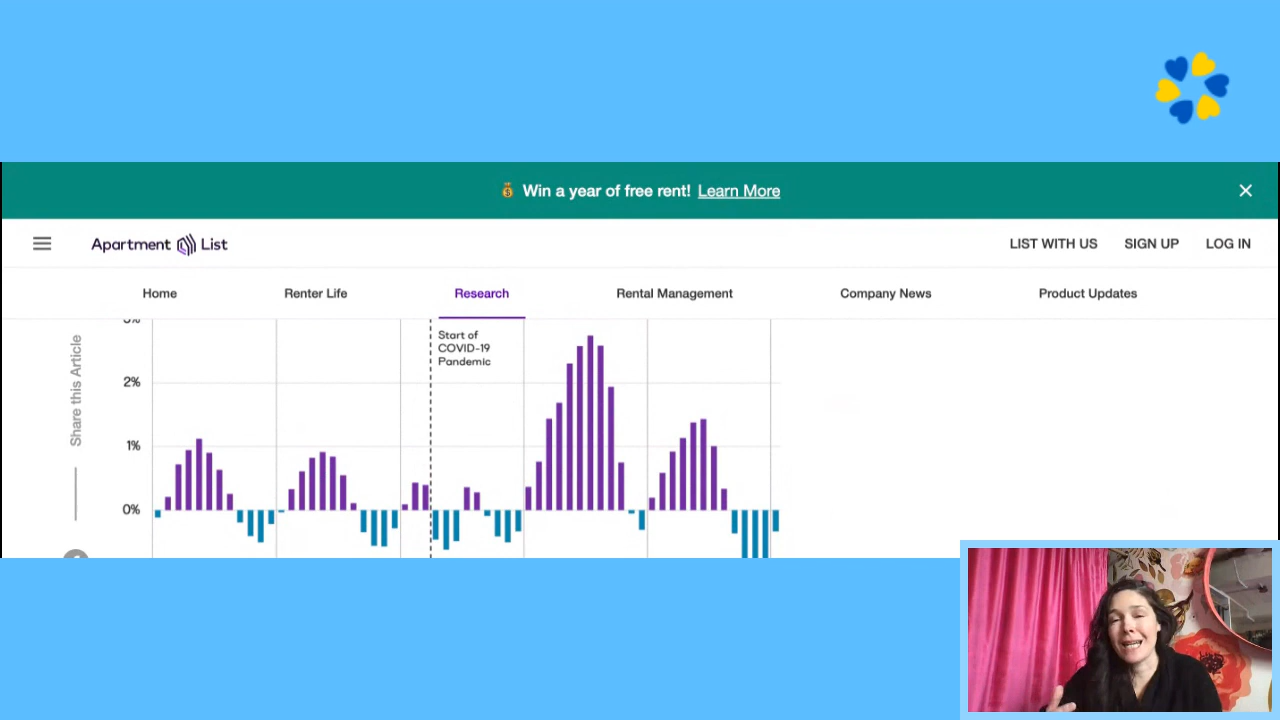 Win a year of free rent! Learn More
Apartment List
LIST WITH US SIGN UP LOG IN
Home Renter Life Research Rental Management Company News Product Updates
Share this Article
Start of
COVID-19
Pandemic
2%
1%
0%